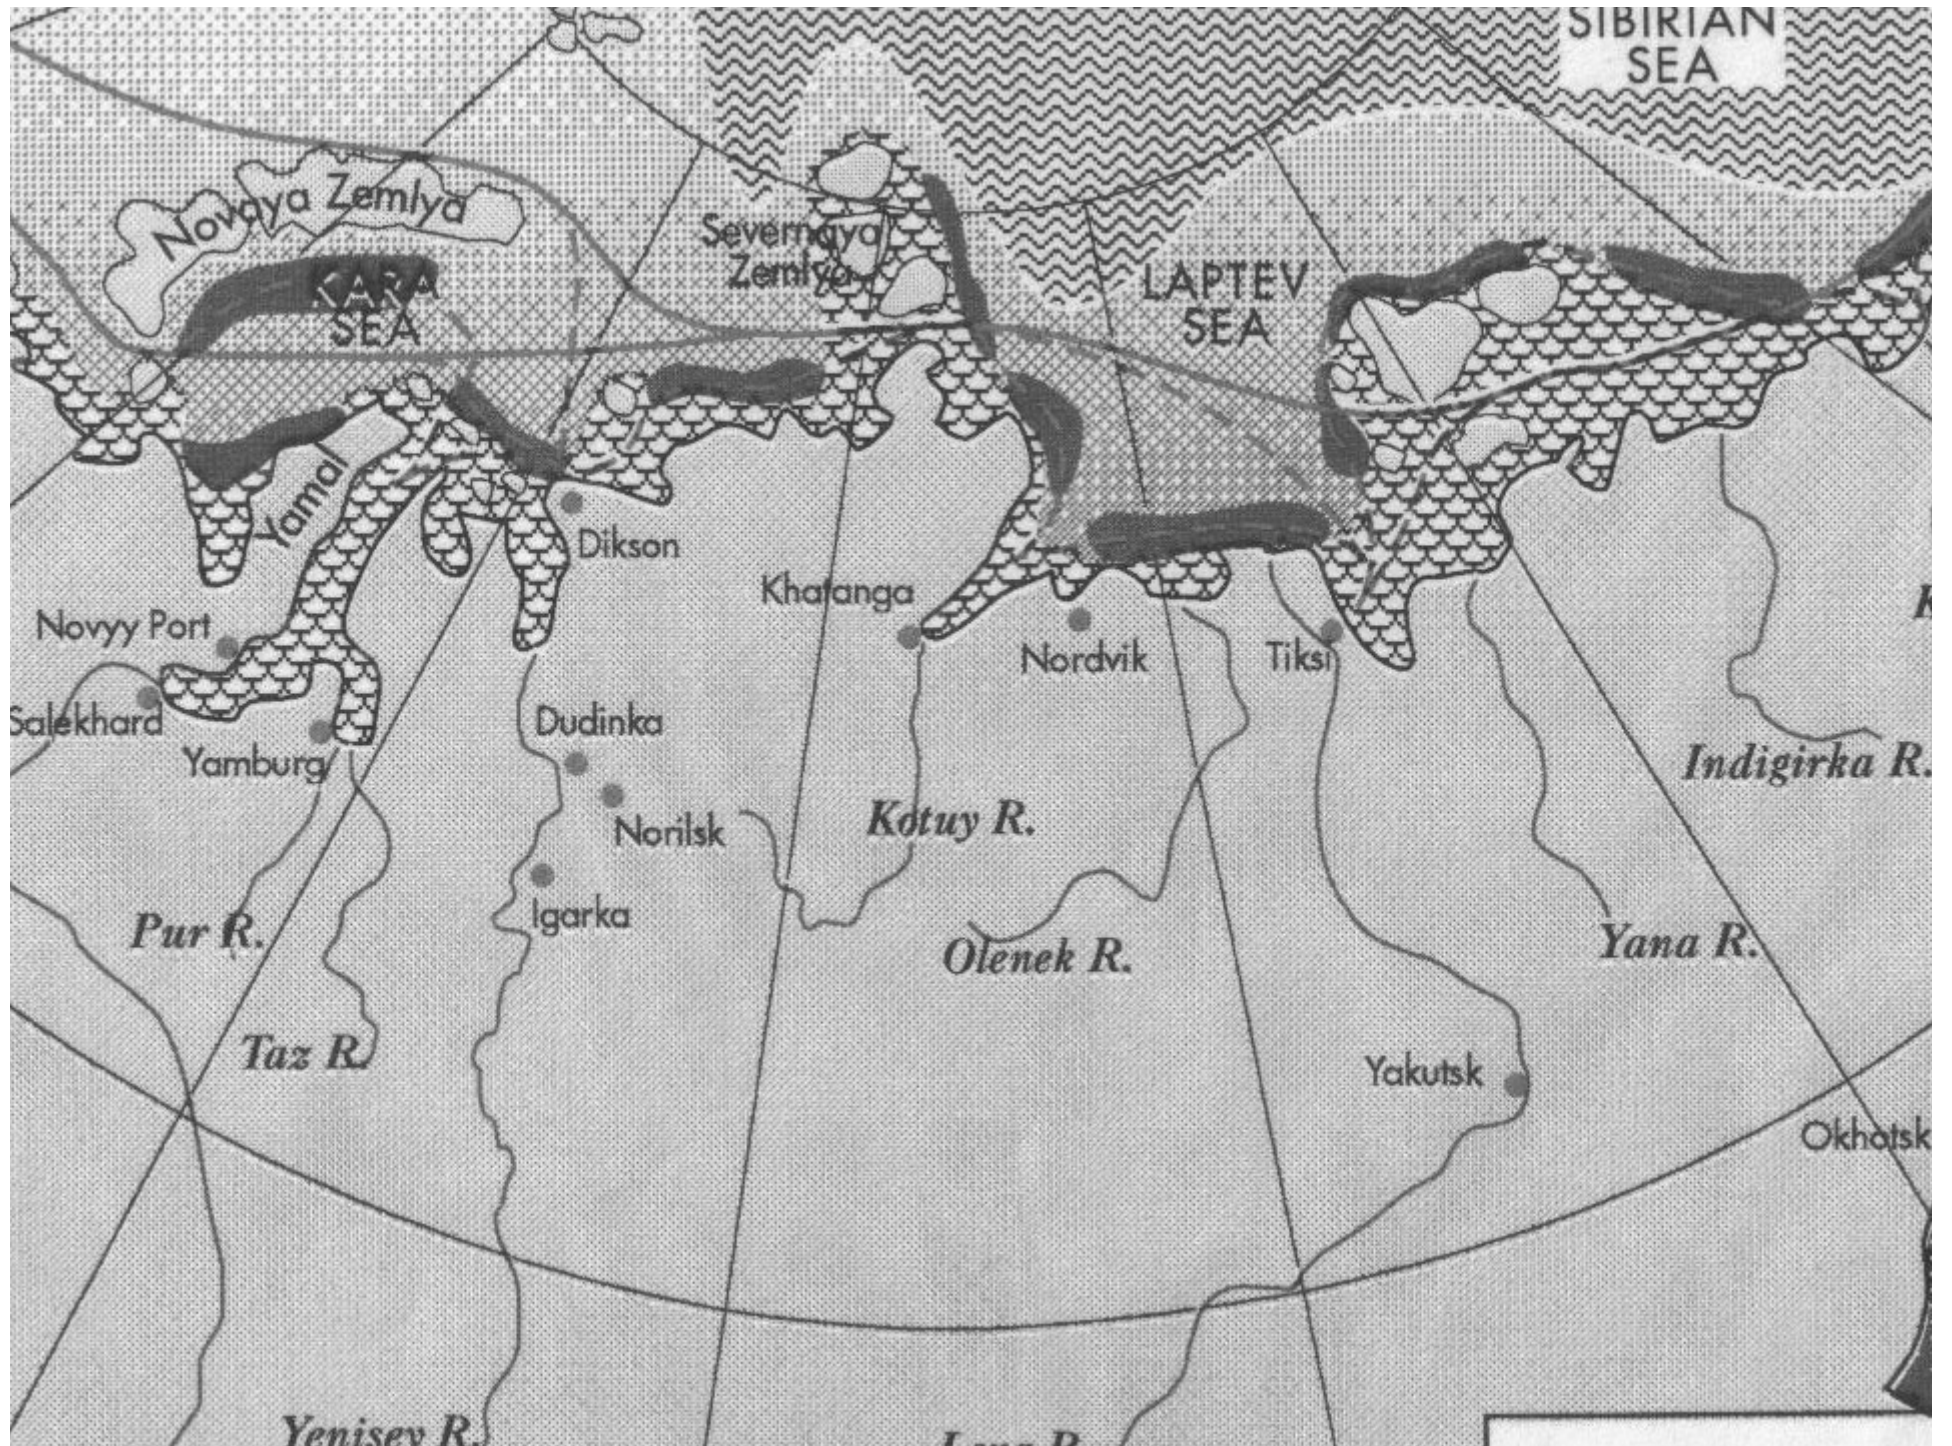 SIBIRIAN
SEA
Novaya Zemlya
Severnaya
Zemlya
KARA
SEA
LAPTEV
SEA
Yamal
Dikson
Khatanga
Novyy Port
Nordvik
Tiksi
Salekhard
Dudinka
Yamburg
Indigirka R.
Norilsk
Kotuy R.
Igarka
Pur R.
Olenek R.
Yana R.
Taz R.
Yakutsk
Okhotsk
Yenisey R.
Lena R.